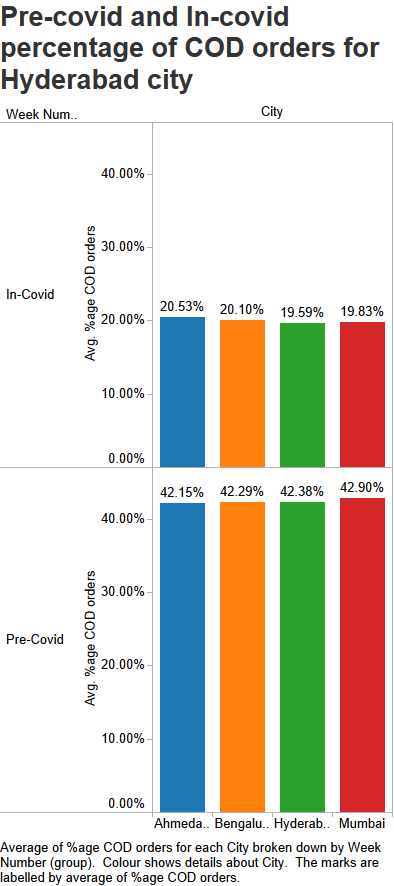 Pre-covid and In-covid
percentage of COD orders for
Hyderabad city
Week Num..
City
40.00%
30.00%
20.00%
10.00%
0.00%
Avg. %age COD orders
In-Covid
20.53%
20.10%
19.59%
19.83%
40.00%
30.00%
20.00%
10.00%
0.00%
Avg. %age COD orders
Pre-Covid
42.15%
42.29%
42.38%
42.90%
Ahmeda.. Bengalu.. Hyderab.. Mumbai
Average of %age COD orders for each City broken down by Week
Number (group). Colour shows details about City. The marks are
labelled by average of %age COD orders.